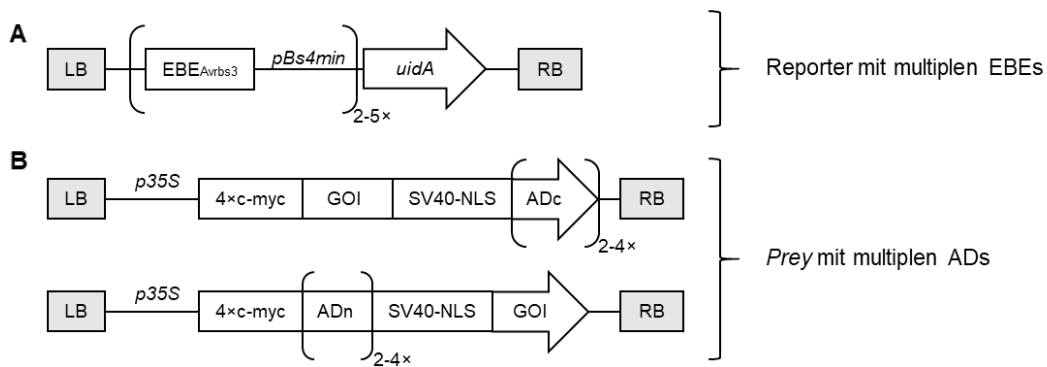 A
LB
EBEAvrbs3
pBs4min
uidA
RB
2-5×
Reporter mit multiplen EBEs
B
LB
p35S
4×c-myc
GOI
SV40-NLS
ADc
RB
2-4×
Prey mit multiplen ADs
LB
p35S
4×c-myc
ADn
SV40-NLS
GOI
RB
2-4×